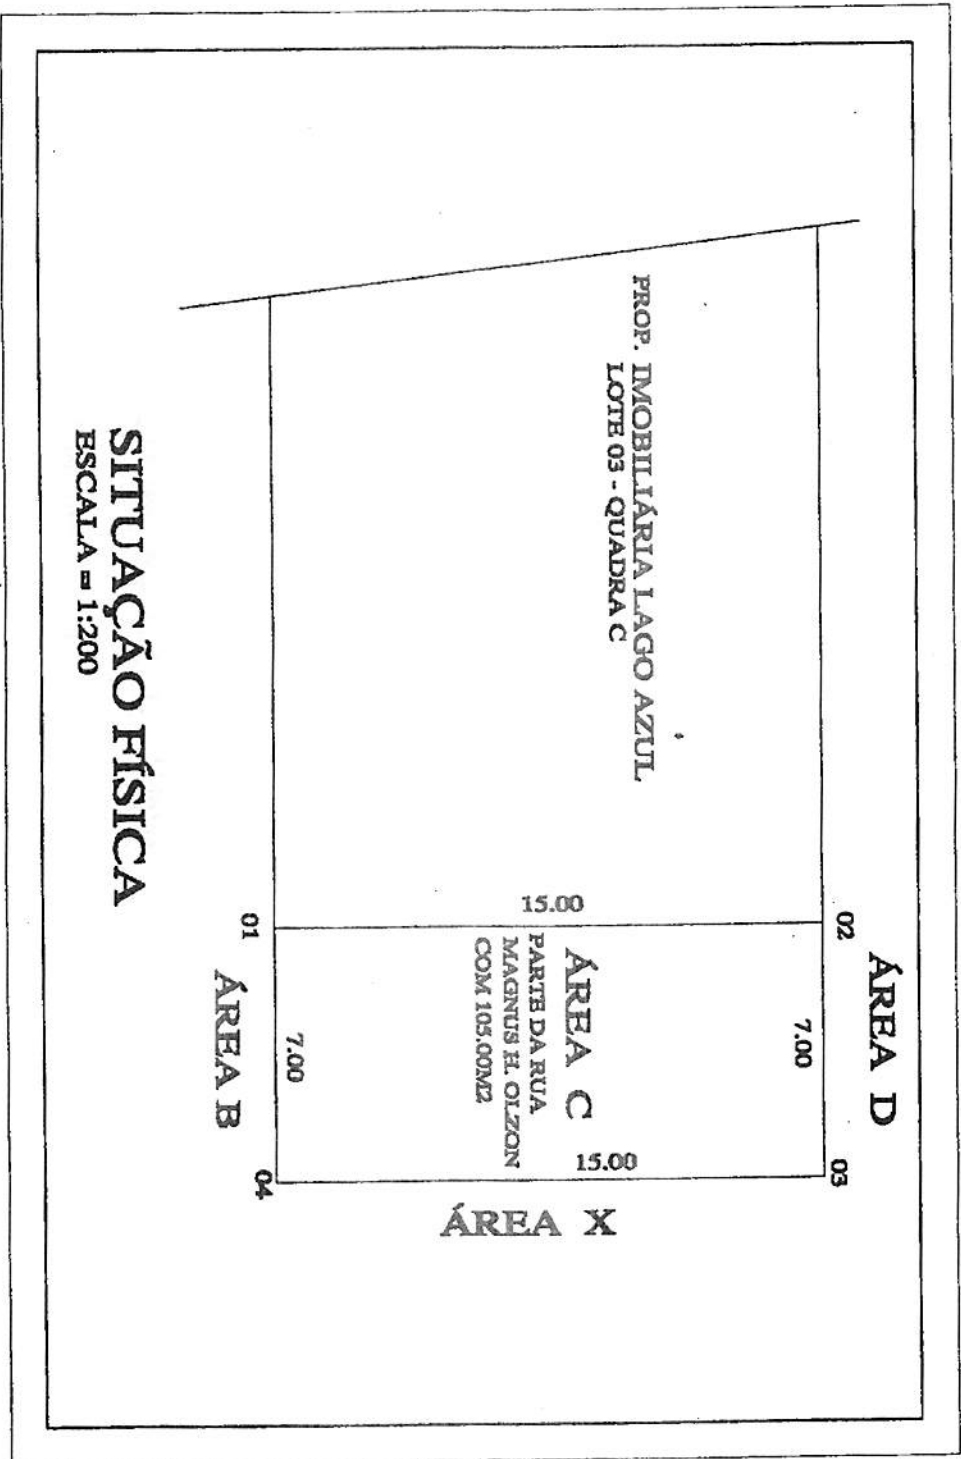 PROP. IMOBILIÁRIA LAGO AZUL
LOTE 03 - QUADRA C
15.00
02
ÁREA D
7.00
03
ÁREA C
PARTE DA RUA
MAGNUS H. OLZON
COM 105.00M2
15.00
ÁREA X
01
7.00
04
ÁREA B
SITUAÇÃO FÍSICA
ESCALA = 1:200